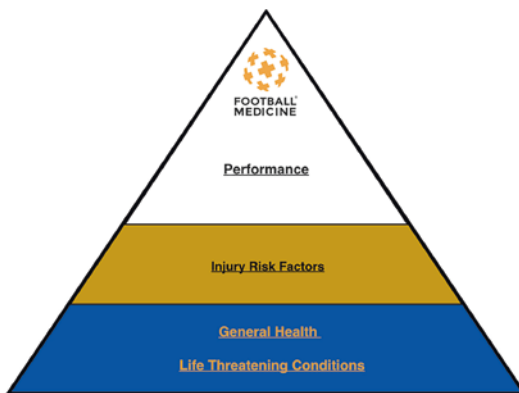 FOOTBALL®
MEDICINE
Performance
Injury Risk Factors
General Health
Life Threatening Conditions